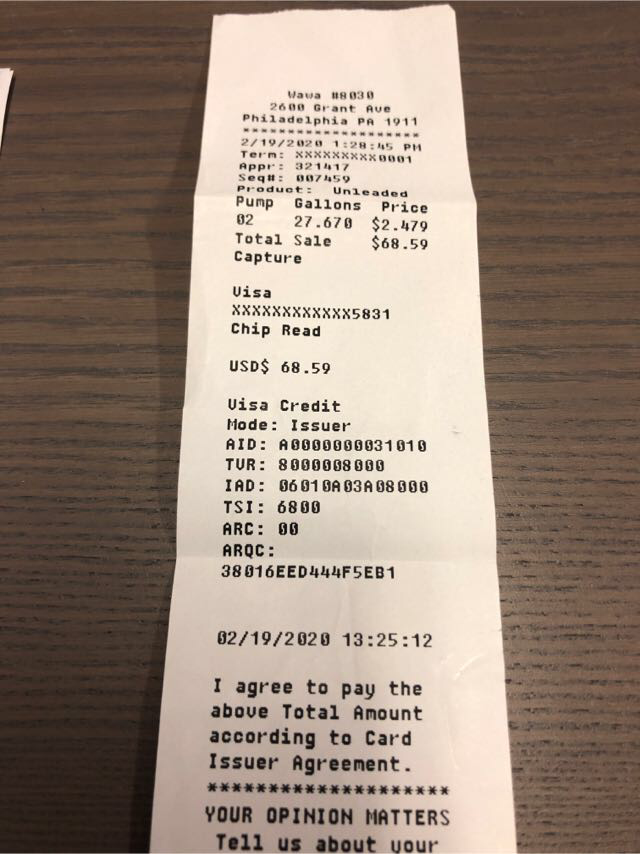 Wawa #8030
2600 Grant Ave
Philadelphia PA 1911
********************
2/19/2020 1:28:45 PM
Term: XXXXXXXXX0001
Appr: 321417
Seq#: 007459
Product: Unleaded
Pump Gallons Price
02 27.670 $2.479
Total Sale $68.59
Capture
Visa
XXXXXXXXXXXX5831
Chip Read
USD$ 68.59
Visa Credit
Mode: Issuer
AID: A0000000031010
TVR: 8000008000
IAD: 06010A03A08000
TSI: 6800
ARC: 00
ARQC:
38016EED444F5EB1
02/19/2020 13:25:12
I agree to pay the
above Total Amount
according to Card
Issuer Agreement.
********************
YOUR OPINION MATTERS
Tell us about your